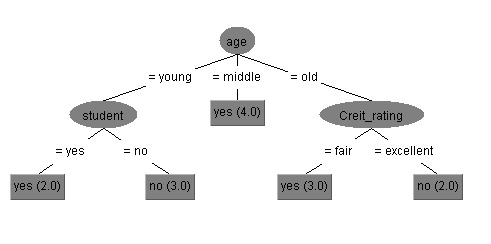 age
= young
= middle
= old
student
yes (4.0)
Creit_rating
= yes
= no
= fair
= excellent
yes (2.0)
no (3.0)
yes (3.0)
no (2.0)